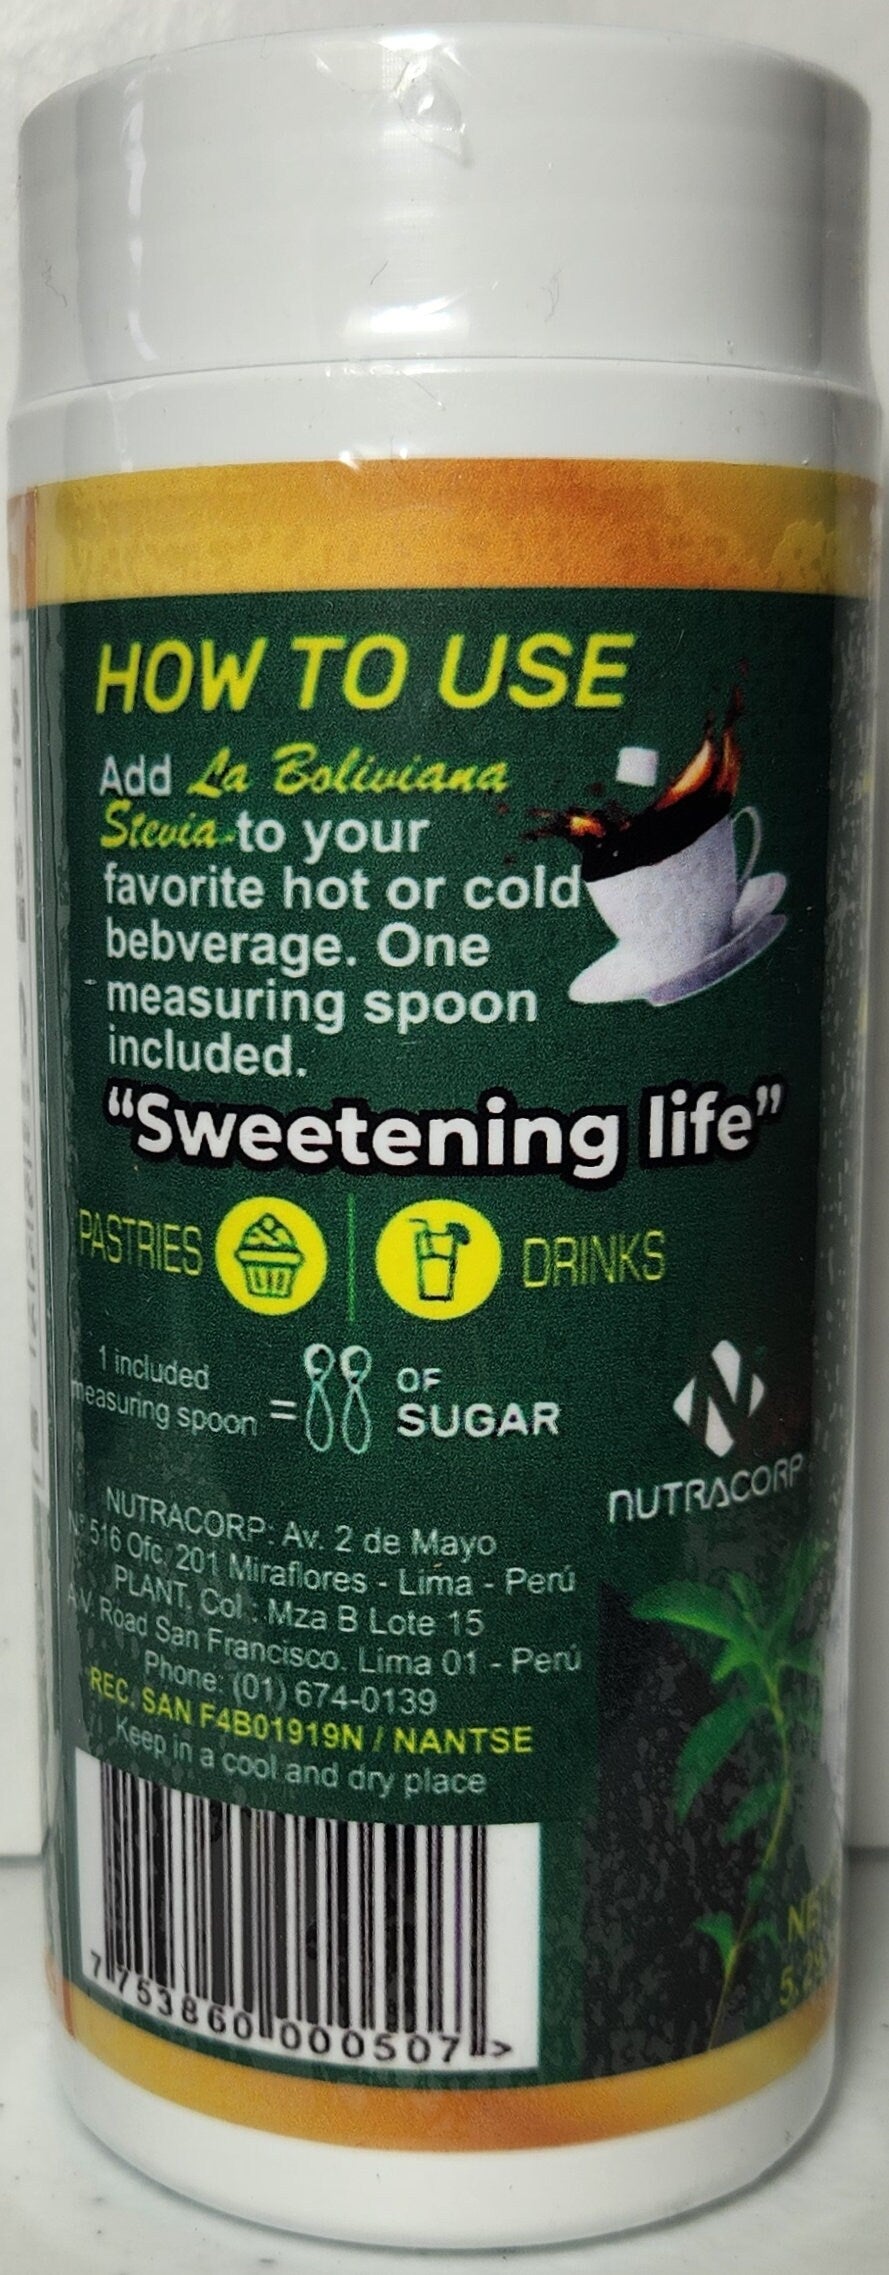 HOW TO USE
Add La Boliviana
Stevia to your
favorite hot or cold
bebverage. One
measuring spoon
included.
“Sweetening life”
PASTRIES DRINKS
1 included
measuring spoon = OF
SUGAR
N
NUTRACORP
NUTRACORP: Av. 2 de Mayo
N° 516 Ofc. 201 Miraflores - Lima - Perú
PLANT. Col.: Mza B Lote 15
A.V. Road San Francisco. Lima 01 - Perú
Phone: (01) 674-0139
REC. SAN F4B01919N / NANTSE
Keep in a cool and dry place
7 753860 000507 >